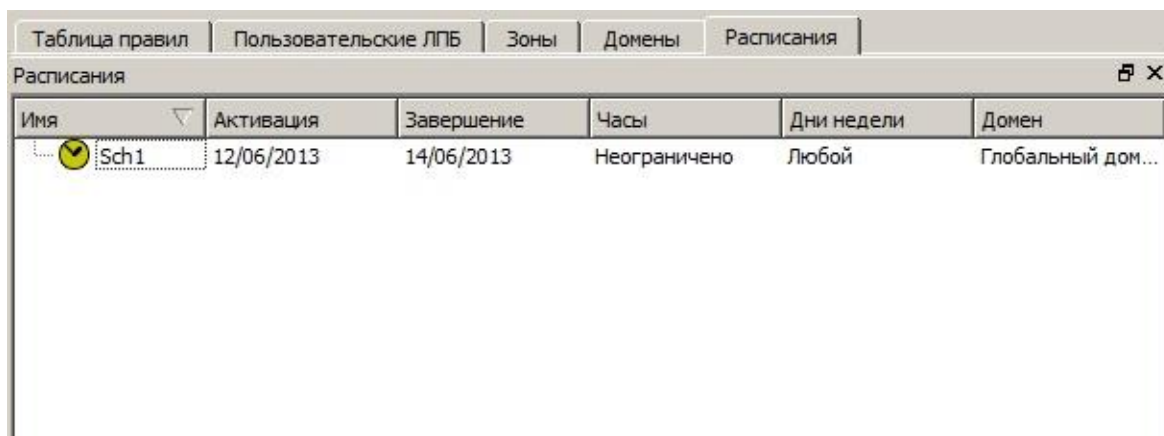 Таблица правил Пользовательские ЛПБ Зоны Домены Расписания
Расписания
Имя Активация Завершение Часы Дни недели Домен
Sch1 12/06/2013 14/06/2013 Неограничено Любой Глобальный дом...